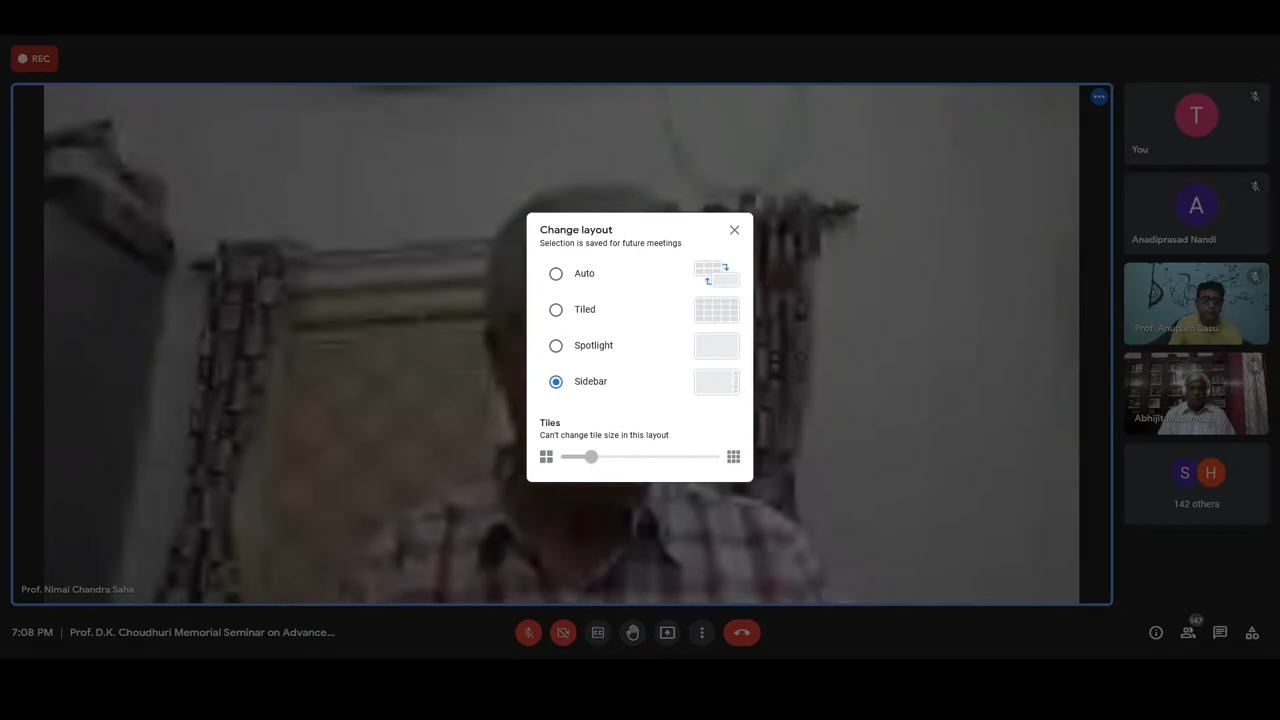 REC
T
You
A
Anadiprasad Nandi
Prof. Anupam Basu
Abhijit
S H
142 others
Change layout
Selection is saved for future meetings
Auto
Tiled
Spotlight
Sidebar
Tiles
Can't change tile size in this layout
Prof. Nimai Chandra Saha
7:08 PM | Prof. D.K. Choudhuri Memorial Seminar on Advance...
147